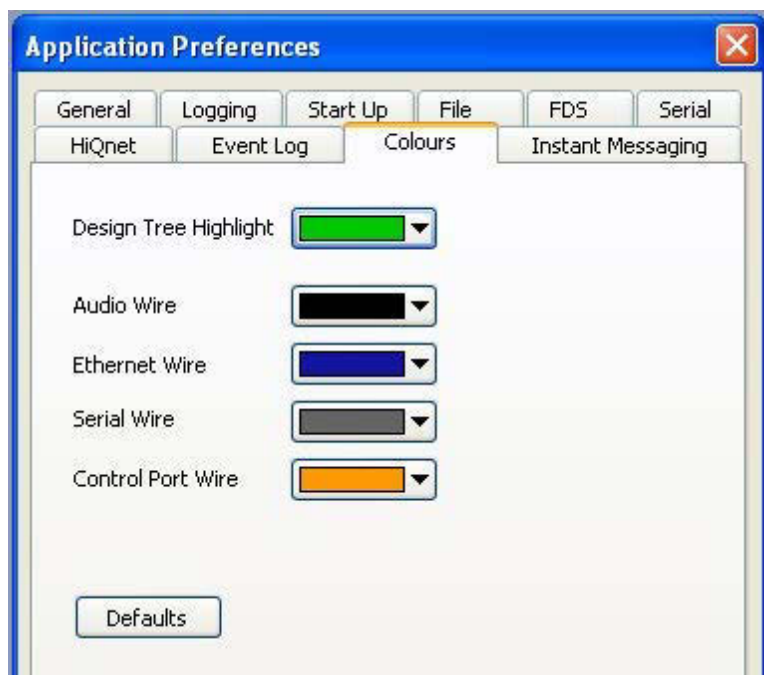 Application Preferences
General Logging Start Up File FDS Serial
HiQnet Event Log Colours Instant Messaging
Design Tree Highlight
Audio Wire
Ethernet Wire
Serial Wire
Control Port Wire
Defaults